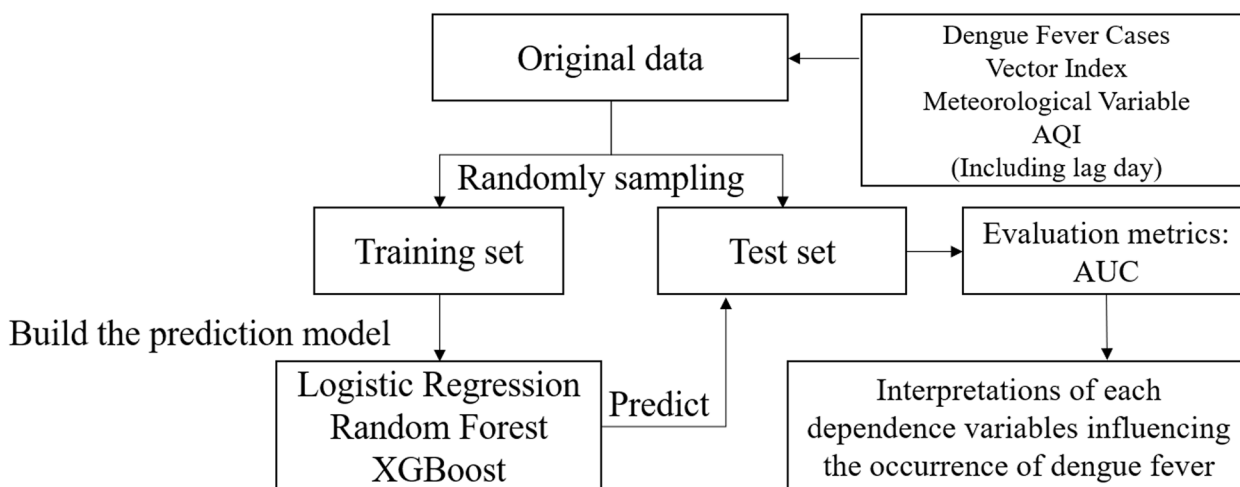 Original data
Dengue Fever Cases
Vector Index
Meteorological Variable
AQI
(Including lag day)
Randomly sampling
Training set
Test set
Evaluation metrics:
AUC
Build the prediction model
Logistic Regression
Random Forest
XGBoost
Predict
Interpretations of each
dependence variables influencing
the occurrence of dengue fever